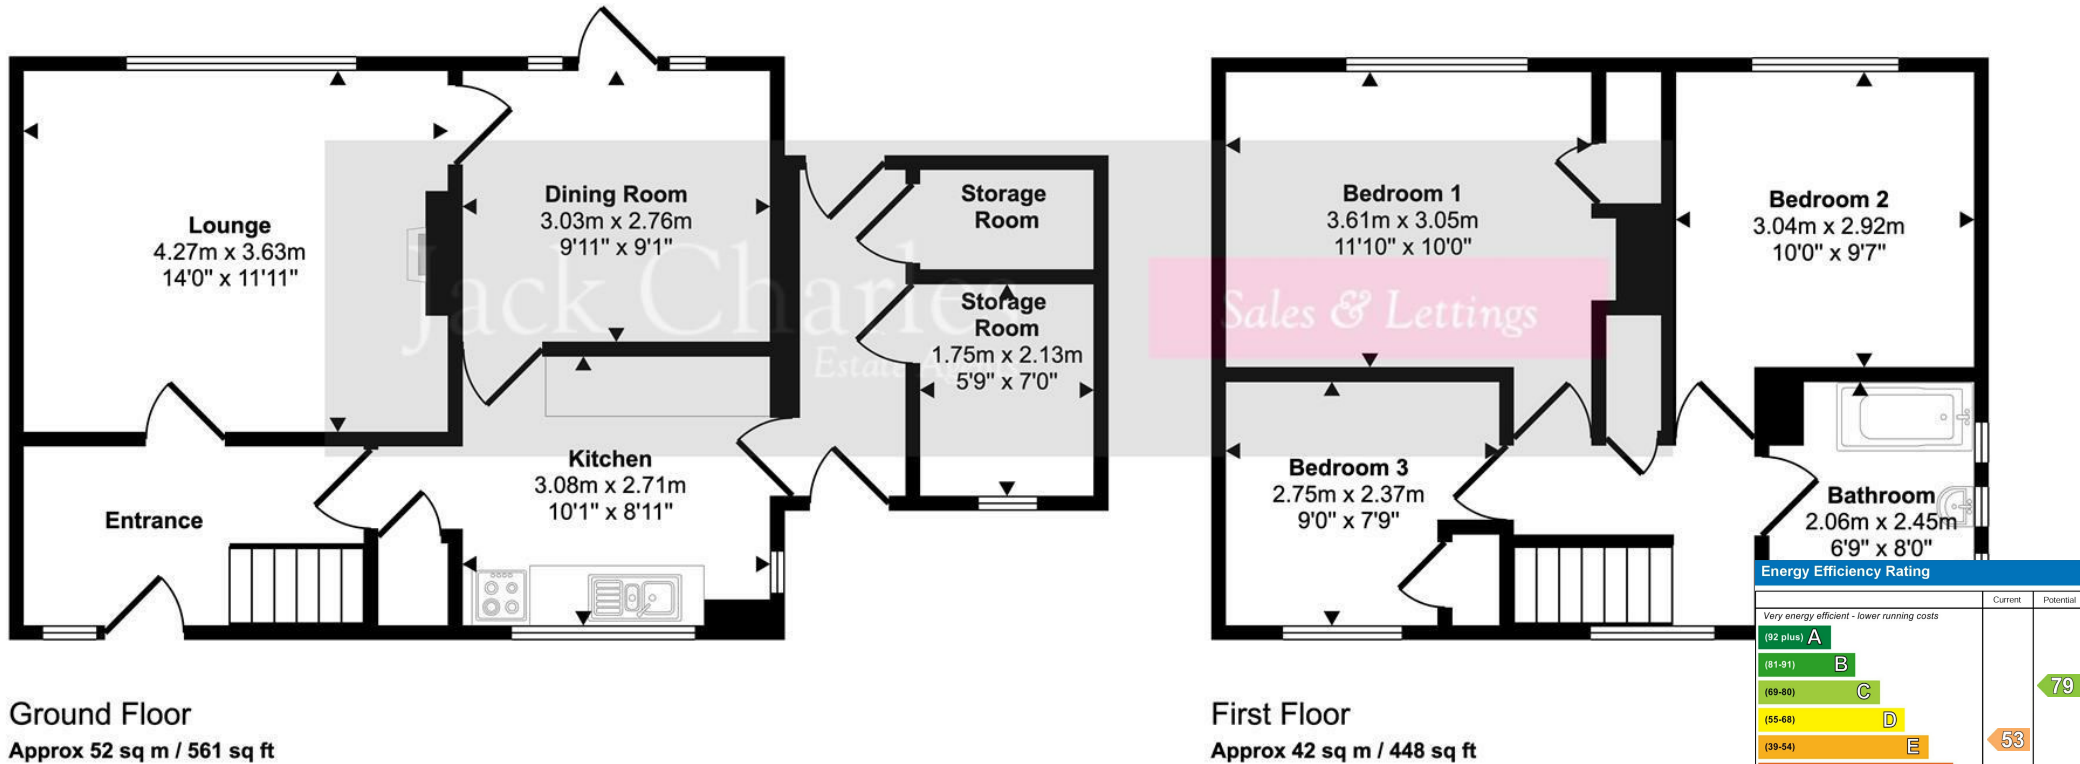 Lounge
4.27m x 3.63m
14'0" x 11'11"
Dining Room
3.03m x 2.76m
9'11" x 9'1"
Storage
Room
Storage
Room
1.75m x 2.13m
5'9" x 7'0"
Kitchen
3.08m x 2.71m
10'1" x 8'11"
Entrance
Jack Charles
Estate Agents
Sales & Lettings
Bedroom 1
3.61m x 3.05m
11'10" x 10'0"
Bedroom 2
3.04m x 2.92m
10'0" x 9'7"
Bedroom 3
2.75m x 2.37m
9'0" x 7'9"
Bathroom
2.06m x 2.45m
6'9" x 8'0"
Ground Floor
Approx 52 sq m / 561 sq ft
First Floor
Approx 42 sq m / 448 sq ft
Energy Efficiency Rating
Current Potential
Very energy efficient - lower running costs
(92 plus) A
(81-91) B
(69-80) C
79
(55-68) D
(39-54) E
53